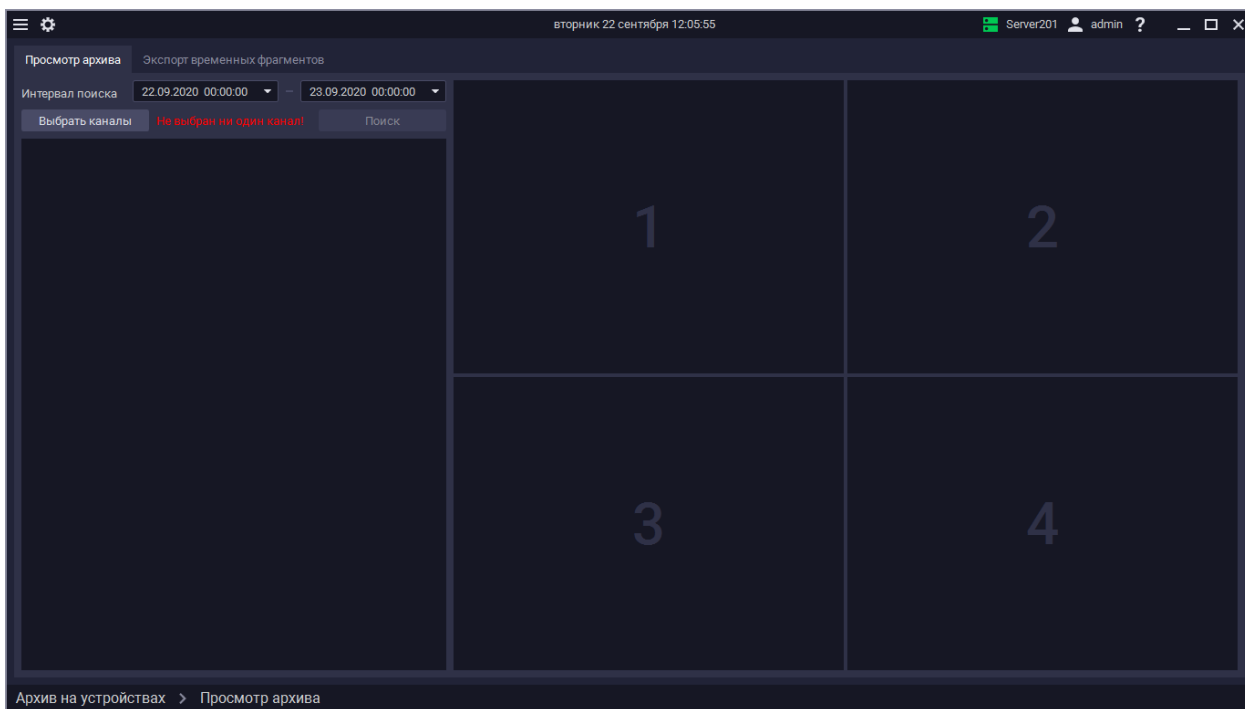 вторник 22 сентября 12:05:55 Server201 admin ?
Просмотр архива Экспорт временных фрагментов
Интервал поиска 22.09.2020 00:00:00 – 23.09.2020 00:00:00
Выбрать каналы Не выбран ни один канал! Поиск
1 2
3 4
Архив на устройствах > Просмотр архива